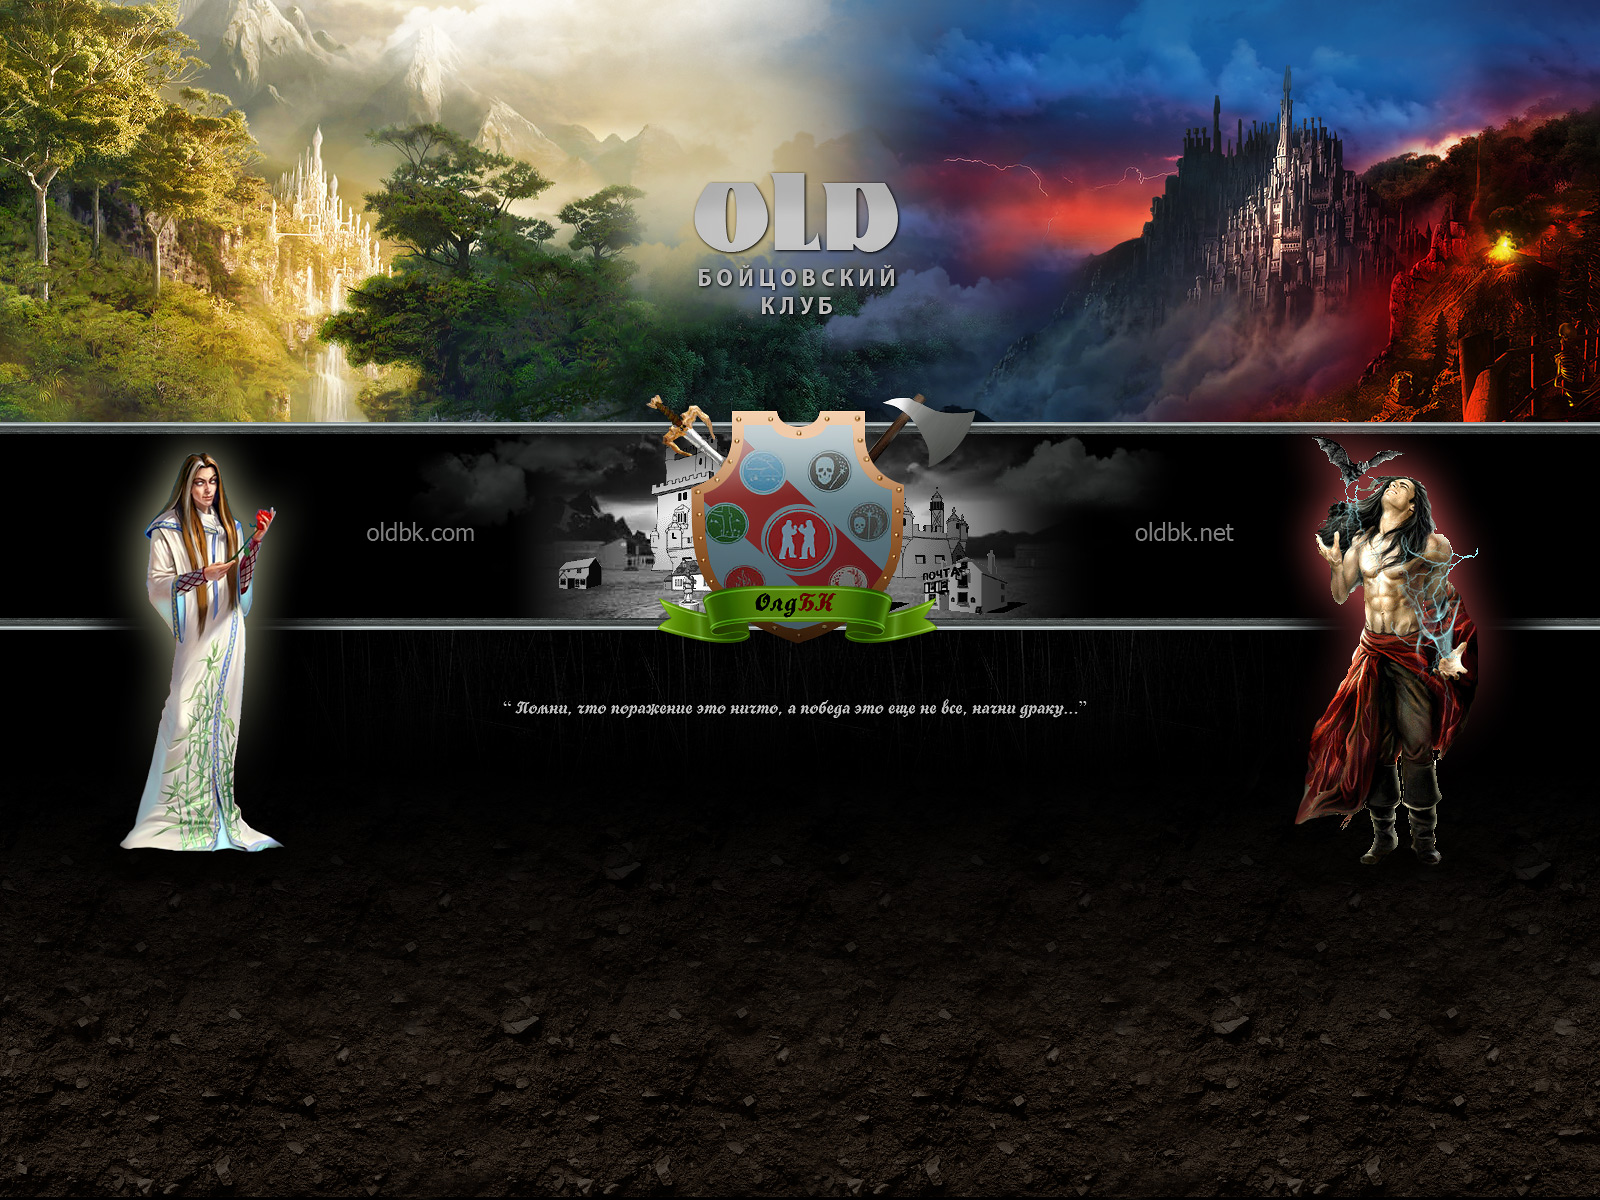 OLD
БОЙЦОВСКИЙ
КЛУБ
oldbk.com
oldbk.net
ПОЧТА
ОлдБК
“ Помни, что поражение это ничто, а победа это еще не все, начни драку...”